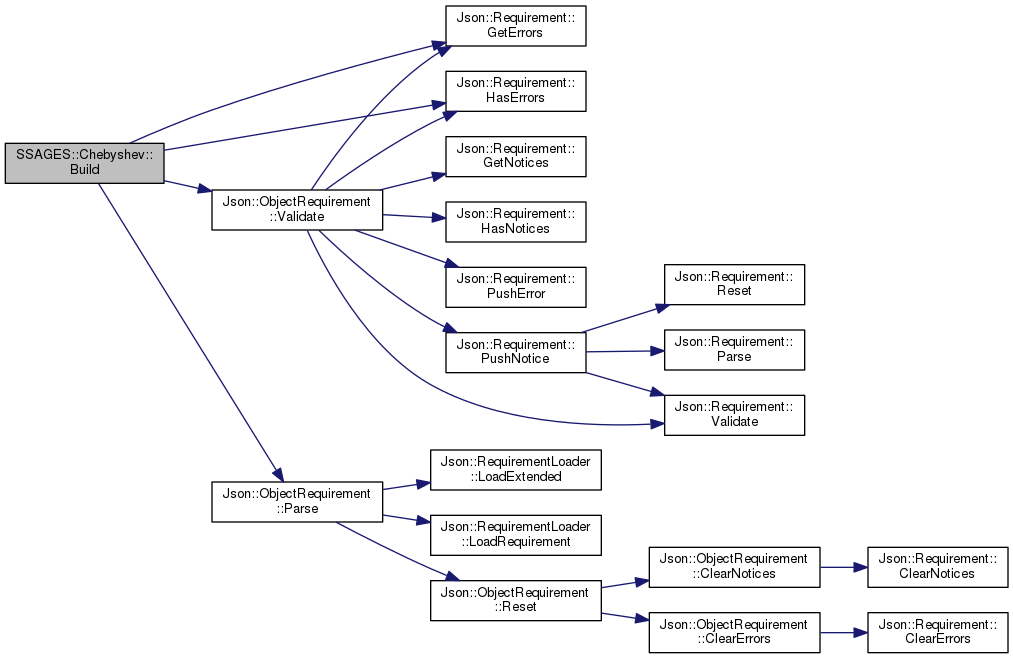 Json::Requirement::
GetErrors
Json::Requirement::
HasErrors
SSAGES::Chebyshev::
Build
Json::Requirement::
GetNotices
Json::ObjectRequirement
::Validate
Json::Requirement::
HasNotices
Json::Requirement::
PushError
Json::Requirement::
Reset
Json::Requirement::
PushNotice
Json::Requirement::
Parse
Json::Requirement::
Validate
Json::RequirementLoader
::LoadExtended
Json::ObjectRequirement
::Parse
Json::RequirementLoader
::LoadRequirement
Json::ObjectRequirement
::Reset
Json::ObjectRequirement
::ClearNotices
Json::Requirement::
ClearNotices
Json::ObjectRequirement
::ClearErrors
Json::Requirement::
ClearErrors